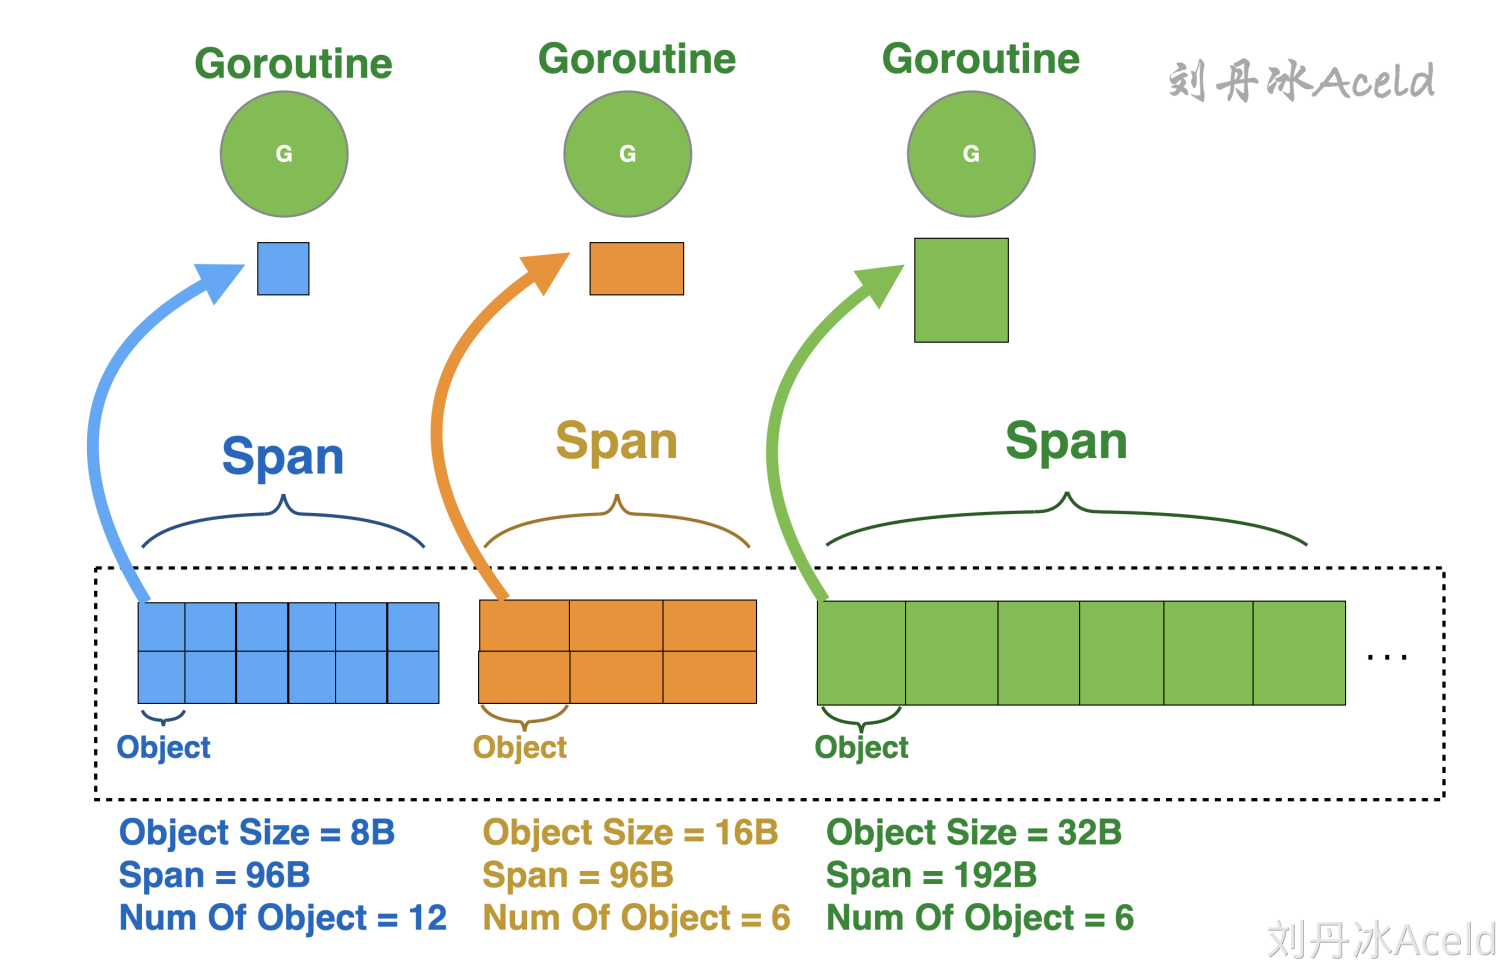 Goroutine
Goroutine
Goroutine
刘丹冰Aceld
G
G
G
Span
Span
Span
...
Object
Object
Object
Object Size = 8B
Span = 96B
Num Of Object = 12
Object Size = 16B
Span = 96B
Num Of Object = 6
Object Size = 32B
Span = 192B
Num Of Object = 6
刘丹冰Aceld